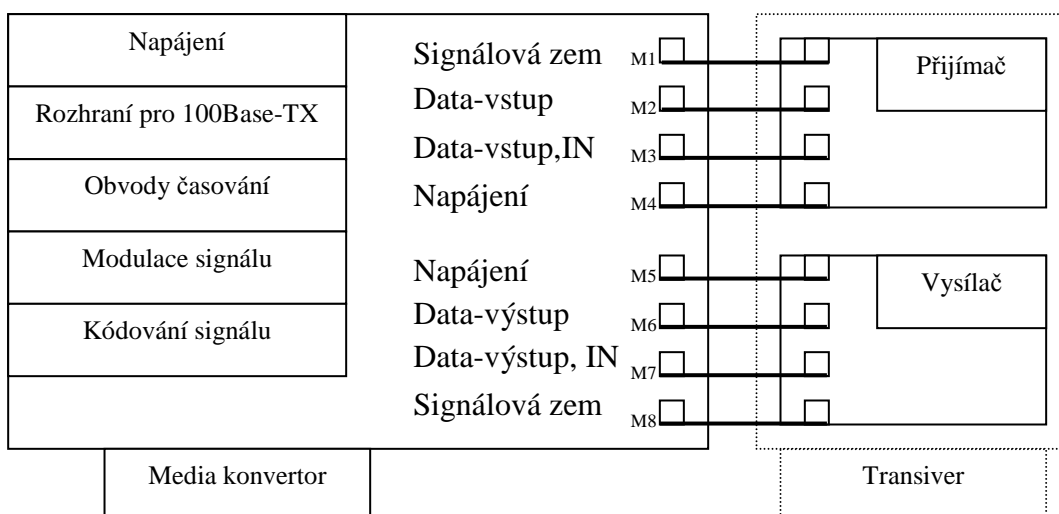 Napájení
Rozhraní pro 100Base-TX
Obvody časování
Modulace signálu
Kódování signálu
Signálová zem M1
Data-vstup M2
Data-vstup,IN M3
Napájení M4
Napájení M5
Data-výstup M6
Data-výstup, IN M7
Signálová zem M8
Přijímač
Vysílač
Media konvertor
Transiver